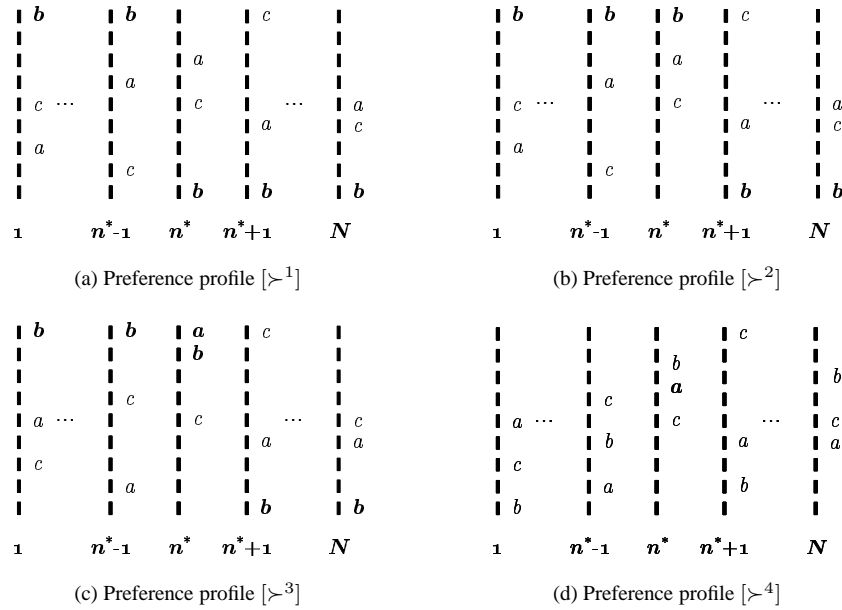 b b c b b b c
a a
a a
c ··· c ··· a c ··· c ··· a
a c a c
a a
c c
b b b b b
1 n*-1 n* n*+1 N 1 n*-1 n* n*+1 N
(a) Preference profile [≻¹] (b) Preference profile [≻²]
b b a c c
b b b
a
c c
a ··· c ··· c a ··· c ··· c
a a b a a
c c
a a b
b b b
1 n*-1 n* n*+1 N 1 n*-1 n* n*+1 N
(c) Preference profile [≻³] (d) Preference profile [≻⁴]